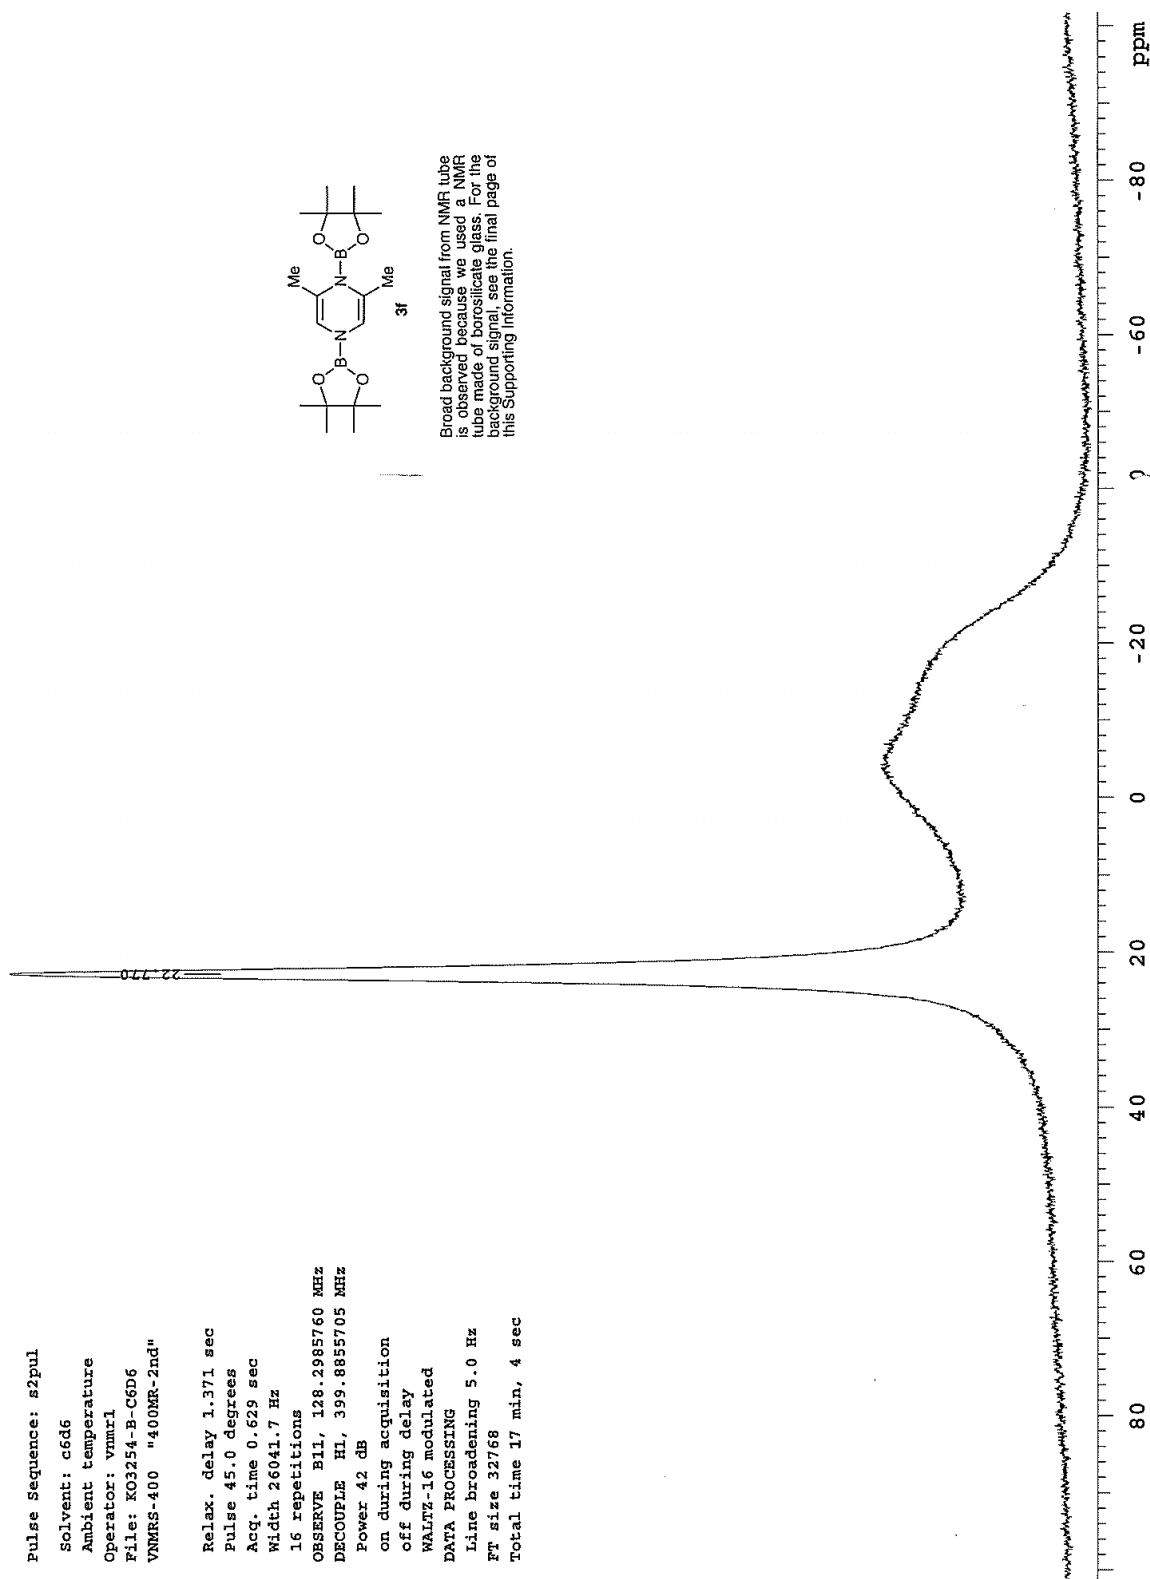 Pulse Sequence: s2pul
Solvent: c6d6
Ambient temperature
Operator: vnmr1
File: KO3254-B-C6D6
VNMRS-400 "400MR-2nd"
Relax. delay 1.371 sec
Pulse 45.0 degrees
Acq. time 0.629 sec
Width 26041.7 Hz
16 repetitions
OBSERVE B11, 128.2985760 MHz
DECOUPLE H1, 399.8855705 MHz
Power 42 dB
on during acquisition
off during delay
WALTZ-16 modulated
DATA PROCESSING
Line broadening 5.0 Hz
FT size 32768
Total time 17 min, 4 sec
22.770
Me
O
O
B
N
N
B
O
O
Me
3f
Broad background signal from NMR tube
is observed because we used a NMR
tube made of borosilicate glass. For the
background signal, see the final page of
this Supporting Information.
80 60 40 20 0 -20 -60 -80 ppm